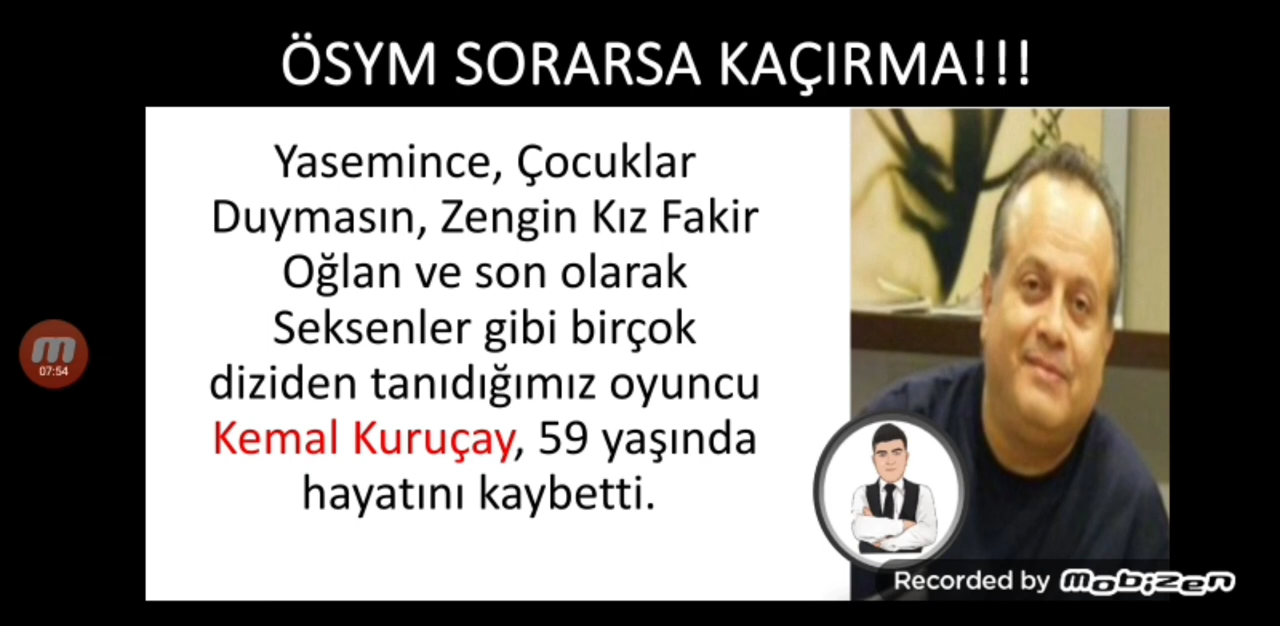 ÖSYM SORARSA KAÇIRMA!!!
Yasemince, Çocuklar
Duymasın, Zengin Kız Fakir
Oğlan ve son olarak
Seksenler gibi birçok
diziden tanıdığımız oyuncu
Kemal Kuruçay, 59 yaşında
hayatını kaybetti.
m
07:54
Recorded by mobizen